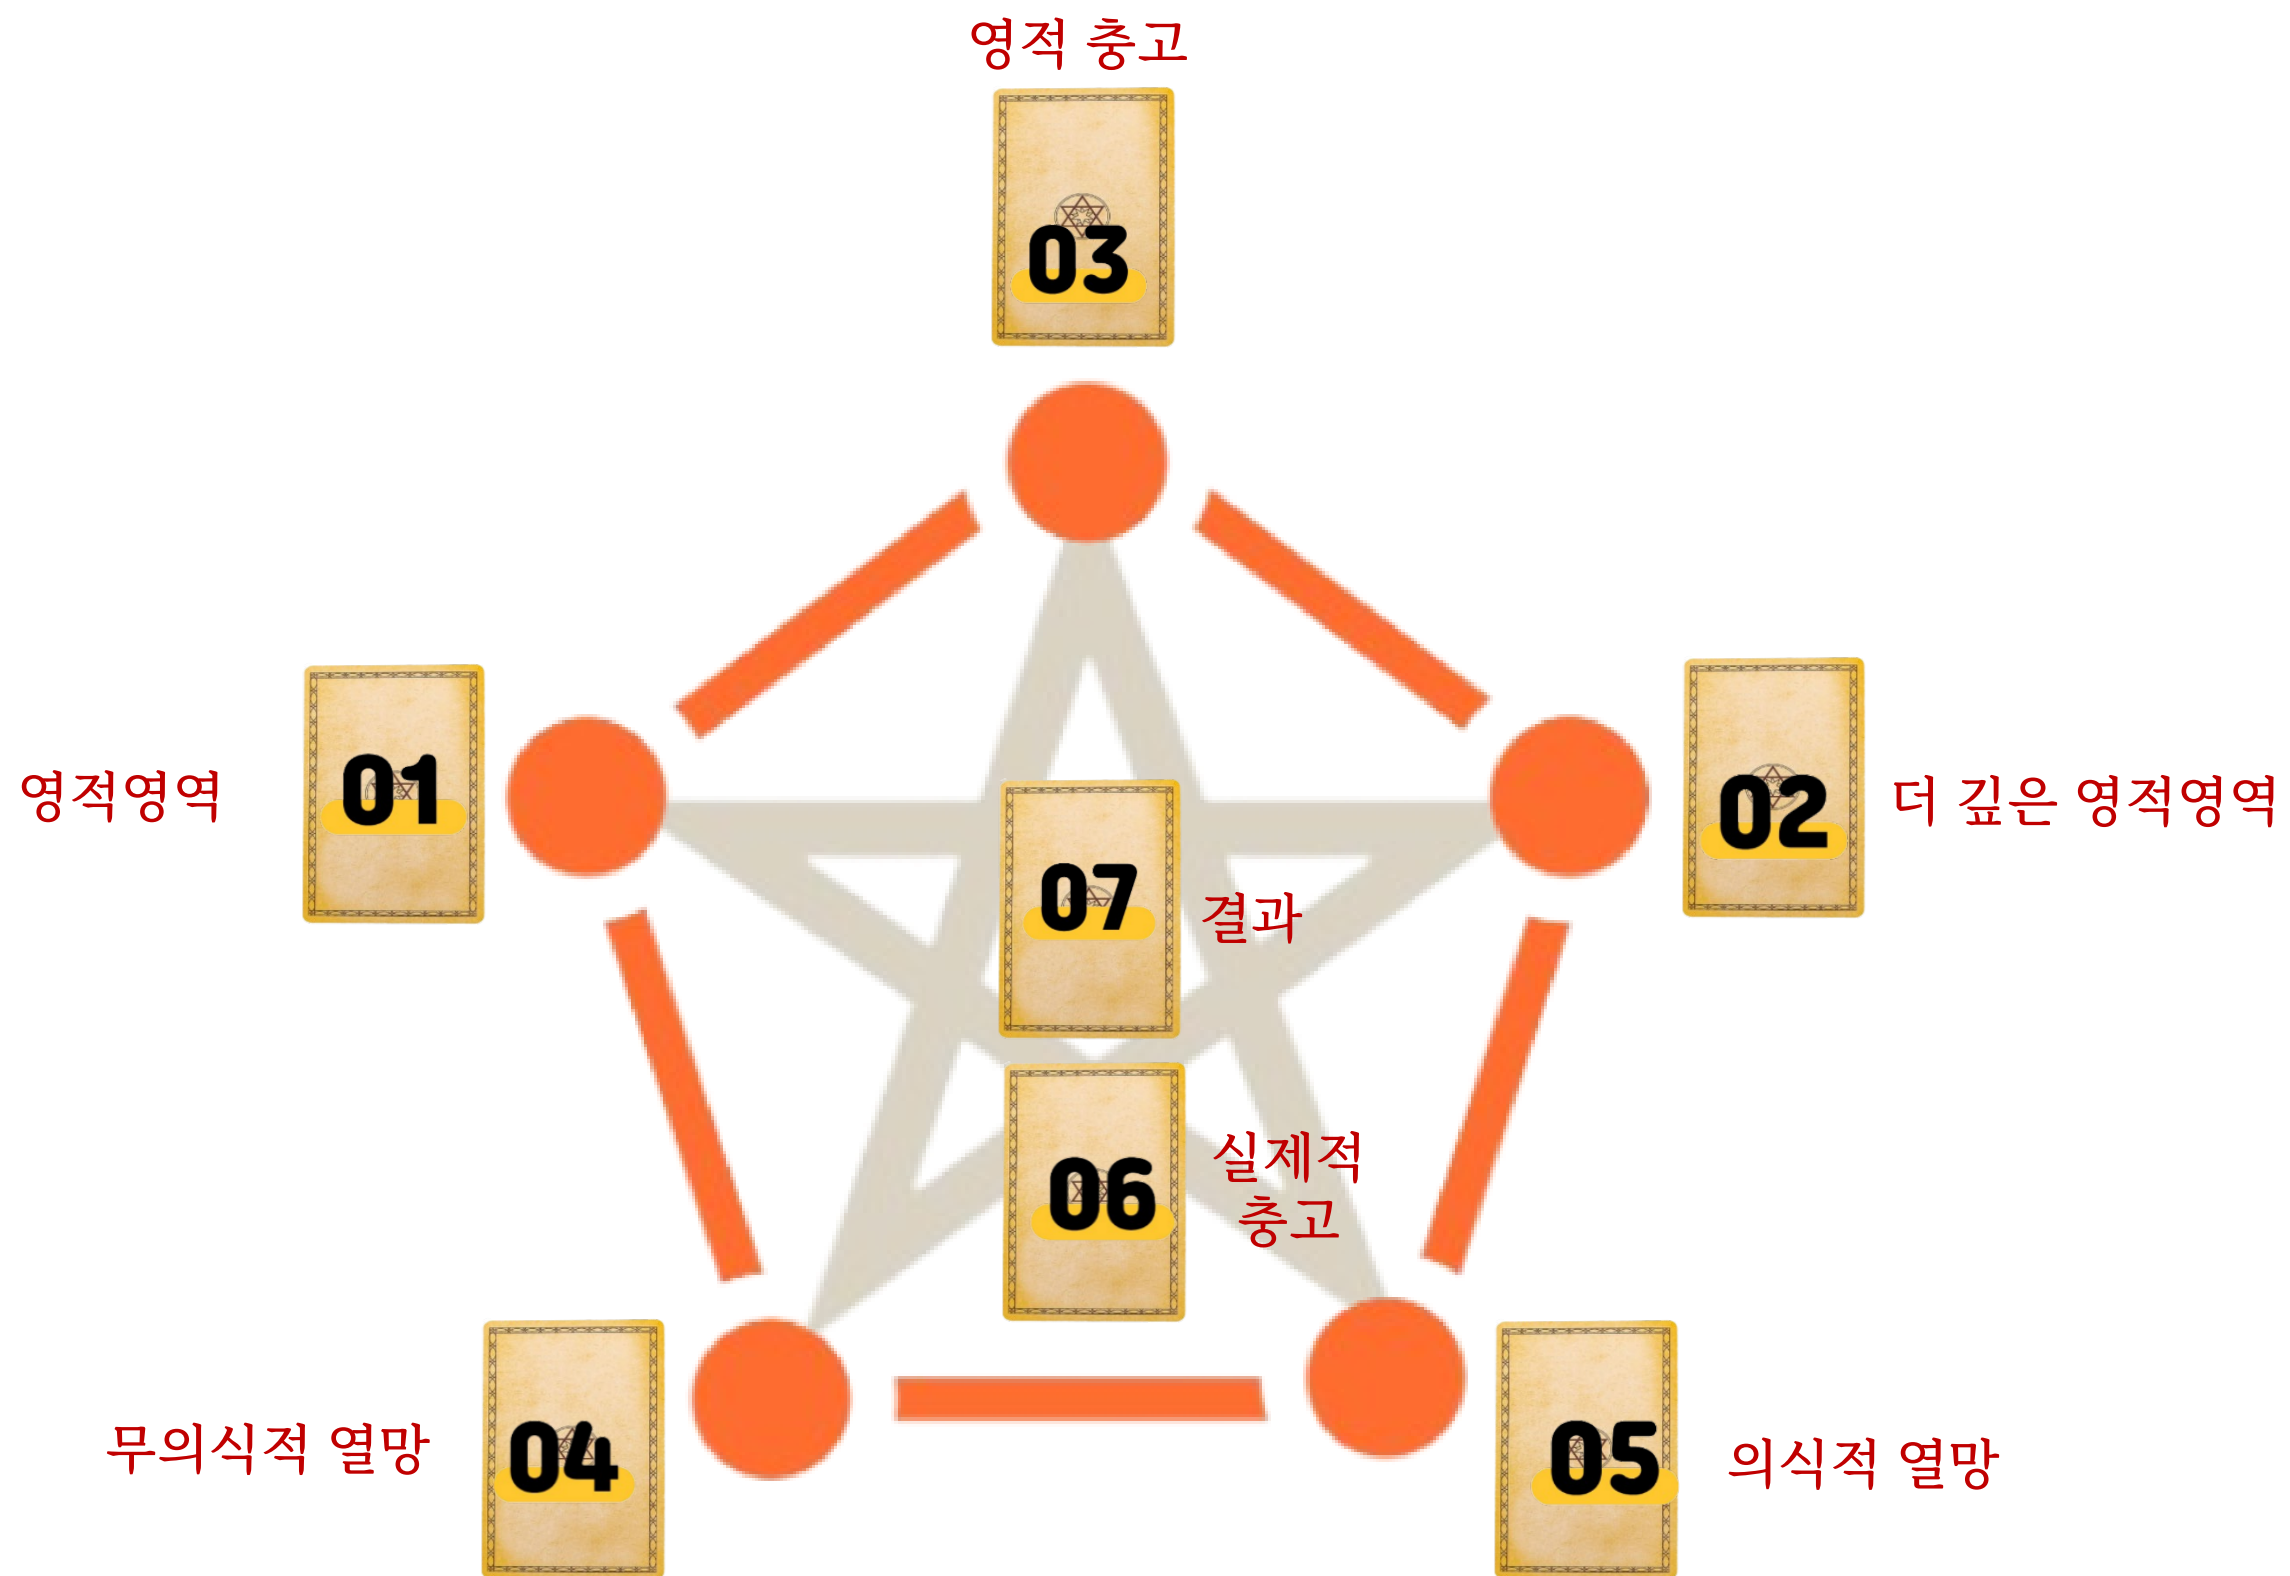 영적 충고
03
영적영역
01
02
더 깊은 영적영역
07
결과
06
실제적
충고
무의식적 열망
04
05
의식적 열망